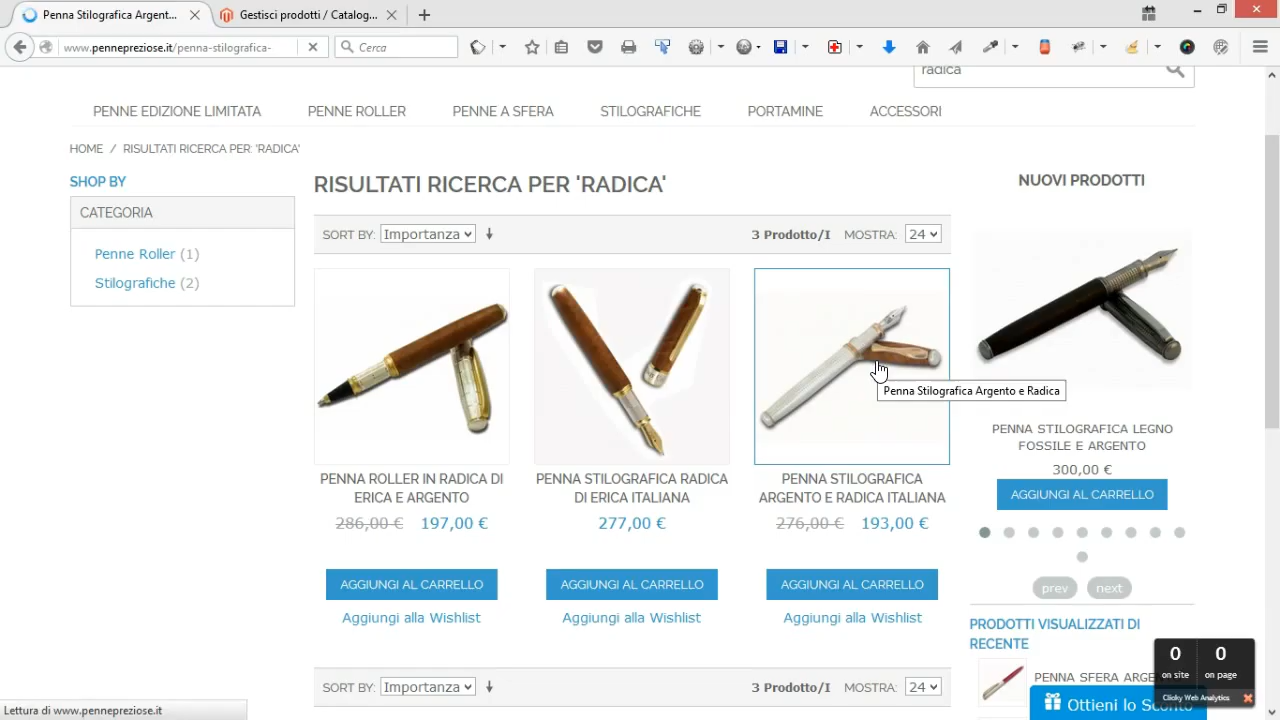 Penna Stilografica Argent...
Gestisci prodotti / Catalog...
www.pennepreziose.it/penna-stilografica-
Cerca
radica
PENNE EDIZIONE LIMITATA
PENNE ROLLER
PENNE A SFERA
STILOGRAFICHE
PORTAMINE
ACCESSORI
HOME / RISULTATI RICERCA PER: 'RADICA'
SHOP BY
CATEGORIA
Penne Roller (1)
Stilografiche (2)
RISULTATI RICERCA PER 'RADICA'
SORT BY: Importanza
3 Prodotto/I MOSTRA: 24
PENNA ROLLER IN RADICA DI
ERICA E ARGENTO
286,00 € 197,00 €
AGGIUNGI AL CARRELLO
Aggiungi alla Wishlist
PENNA STILOGRAFICA RADICA
DI ERICA ITALIANA
277,00 €
AGGIUNGI AL CARRELLO
Aggiungi alla Wishlist
Penna Stilografica Argento e Radica
PENNA STILOGRAFICA
ARGENTO E RADICA ITALIANA
276,00 € 193,00 €
AGGIUNGI AL CARRELLO
Aggiungi alla Wishlist
SORT BY: Importanza
3 Prodotto/I MOSTRA: 24
NUOVI PRODOTTI
PENNA STILOGRAFICA LEGNO
FOSSILE E ARGENTO
300,00 €
AGGIUNGI AL CARRELLO
prev next
PRODOTTI VISUALIZZATI DI
RECENTE
PENNA SFERA ARGE
0 0
on site on page
Clicky Web Analytics
Ottieni lo Sconto
Lettura di www.pennepreziose.it